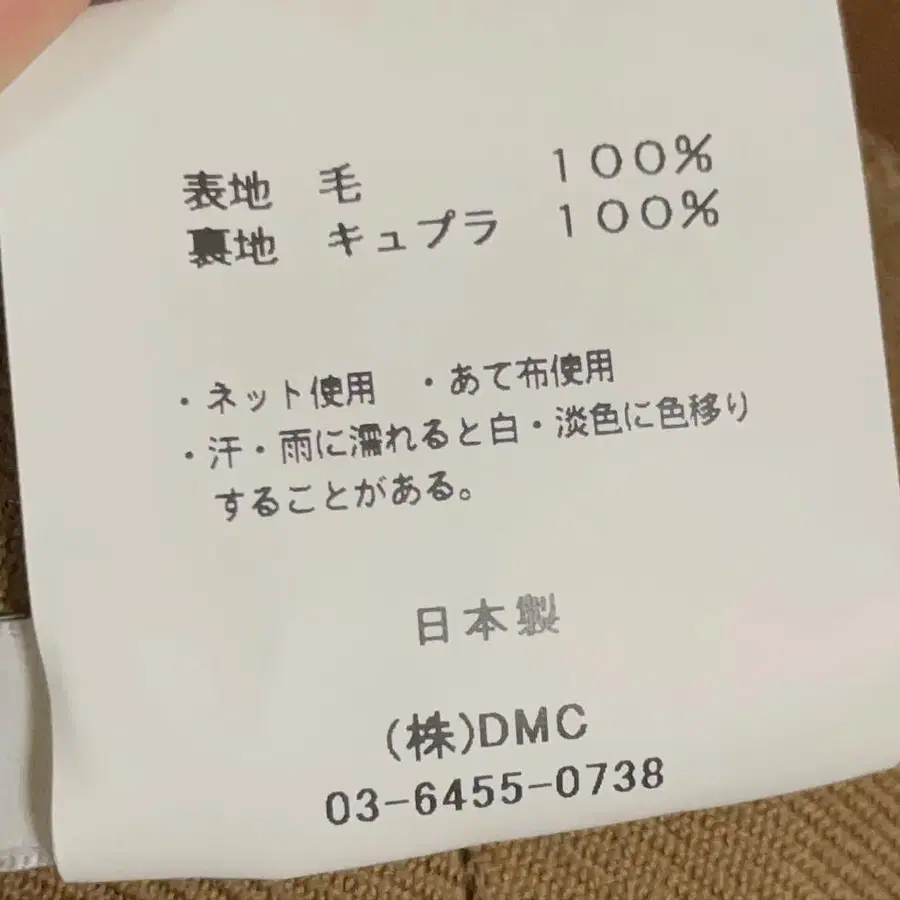 表地　毛　　　　１００％
裏地　キュプラ　１００％
・ネット使用　・あて布使用
・汗・雨に濡れると白・淡色に色移り
することがある。
日本製
(株)DMC
03-6455-0738